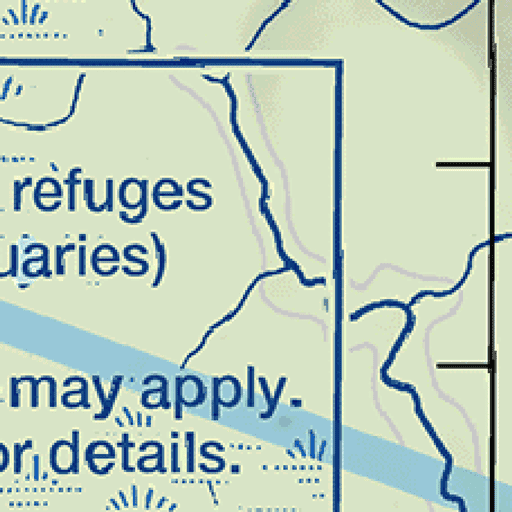 refuges
uaries)
may apply.
or details.